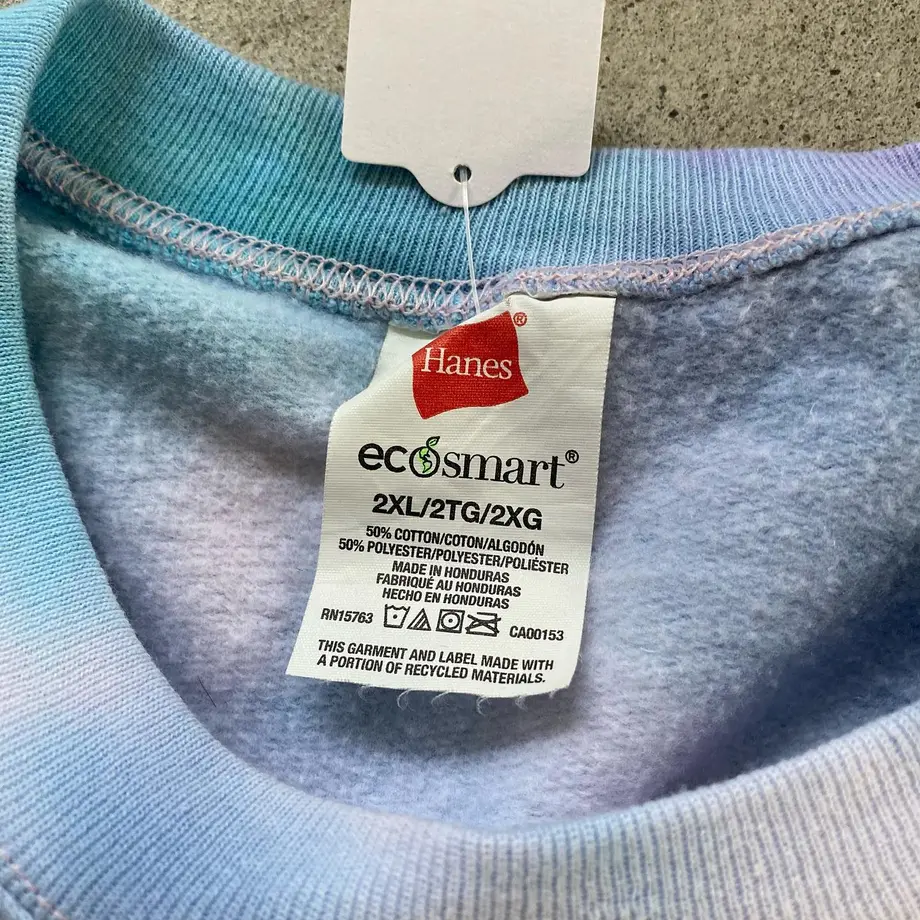 Hanes®
ecosmart®
2XL/2TG/2XG
50% COTTON/COTON/ALGODÓN
50% POLYESTER/POLYESTER/POLIÉSTER
MADE IN HONDURAS
FABRIQUÉ AU HONDURAS
HECHO EN HONDURAS
RN15763 CA00153
THIS GARMENT AND LABEL MADE WITH
A PORTION OF RECYCLED MATERIALS.